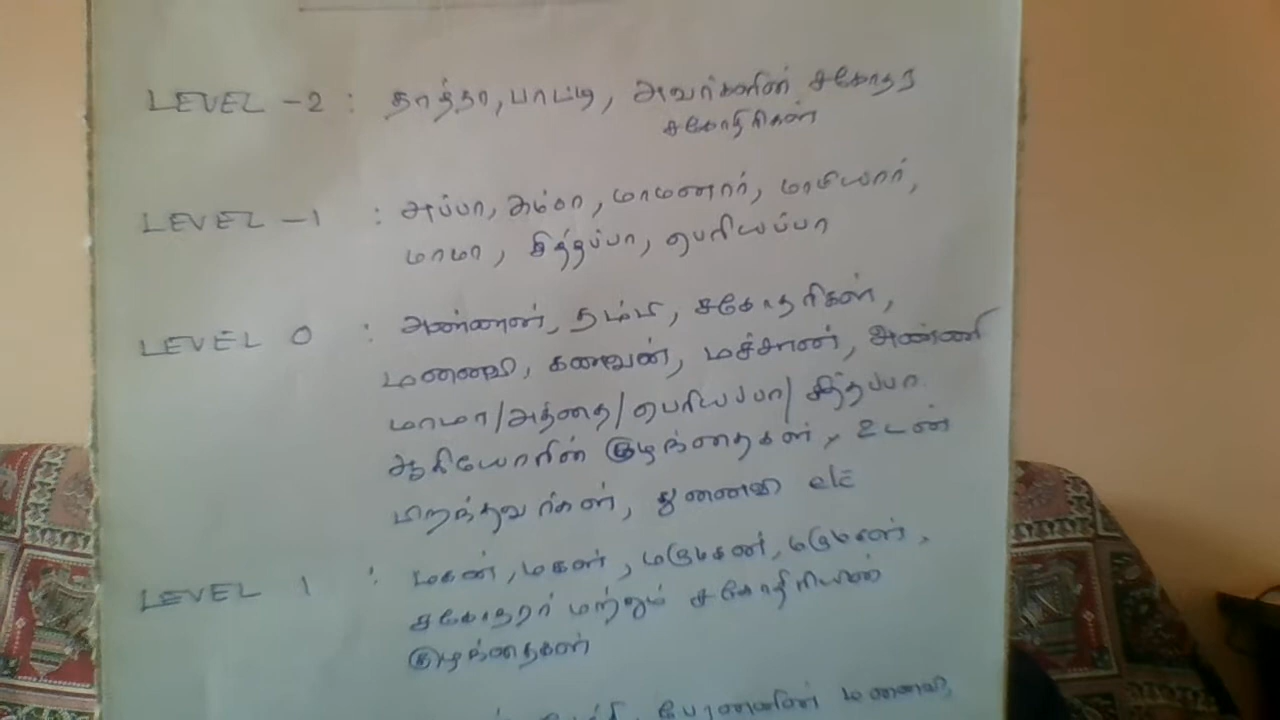 LEVEL -2 : தாத்தா, பாட்டி, அவர்களின் சகோதர
சகோதிரிகள்
LEVEL -1 : அப்பா, அம்மா, மாமனார், மாமியார்,
மாமா, சித்தப்பா, பெரியப்பா
LEVEL 0 : அண்ணன், தம்பி, சகோதரிகள்,
மனைவி, கணவன், மச்சான், அண்ணி
மாமா/அத்தை/பெரியப்பா/சித்தப்பா
ஆகியோரின் குழந்தைகள், உடன்
பிறந்தவர்கள், துணைவி etc
LEVEL 1 : மகன், மகள், மருமகன், மருமகள்,
சகோதரர் மற்றும் சகோதிரியின்
குழந்தைகள்
பேரனின் மனைவி,